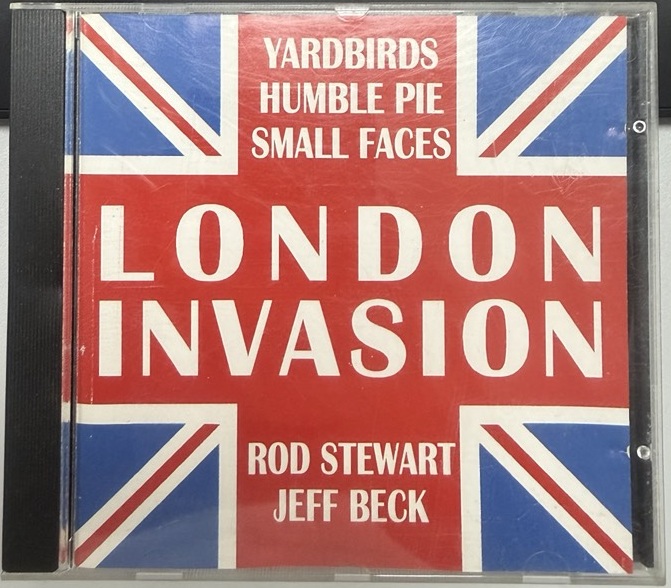 YARDBIRDS
HUMBLE PIE
SMALL FACES
LONDON
INVASION
ROD STEWART
JEFF BECK